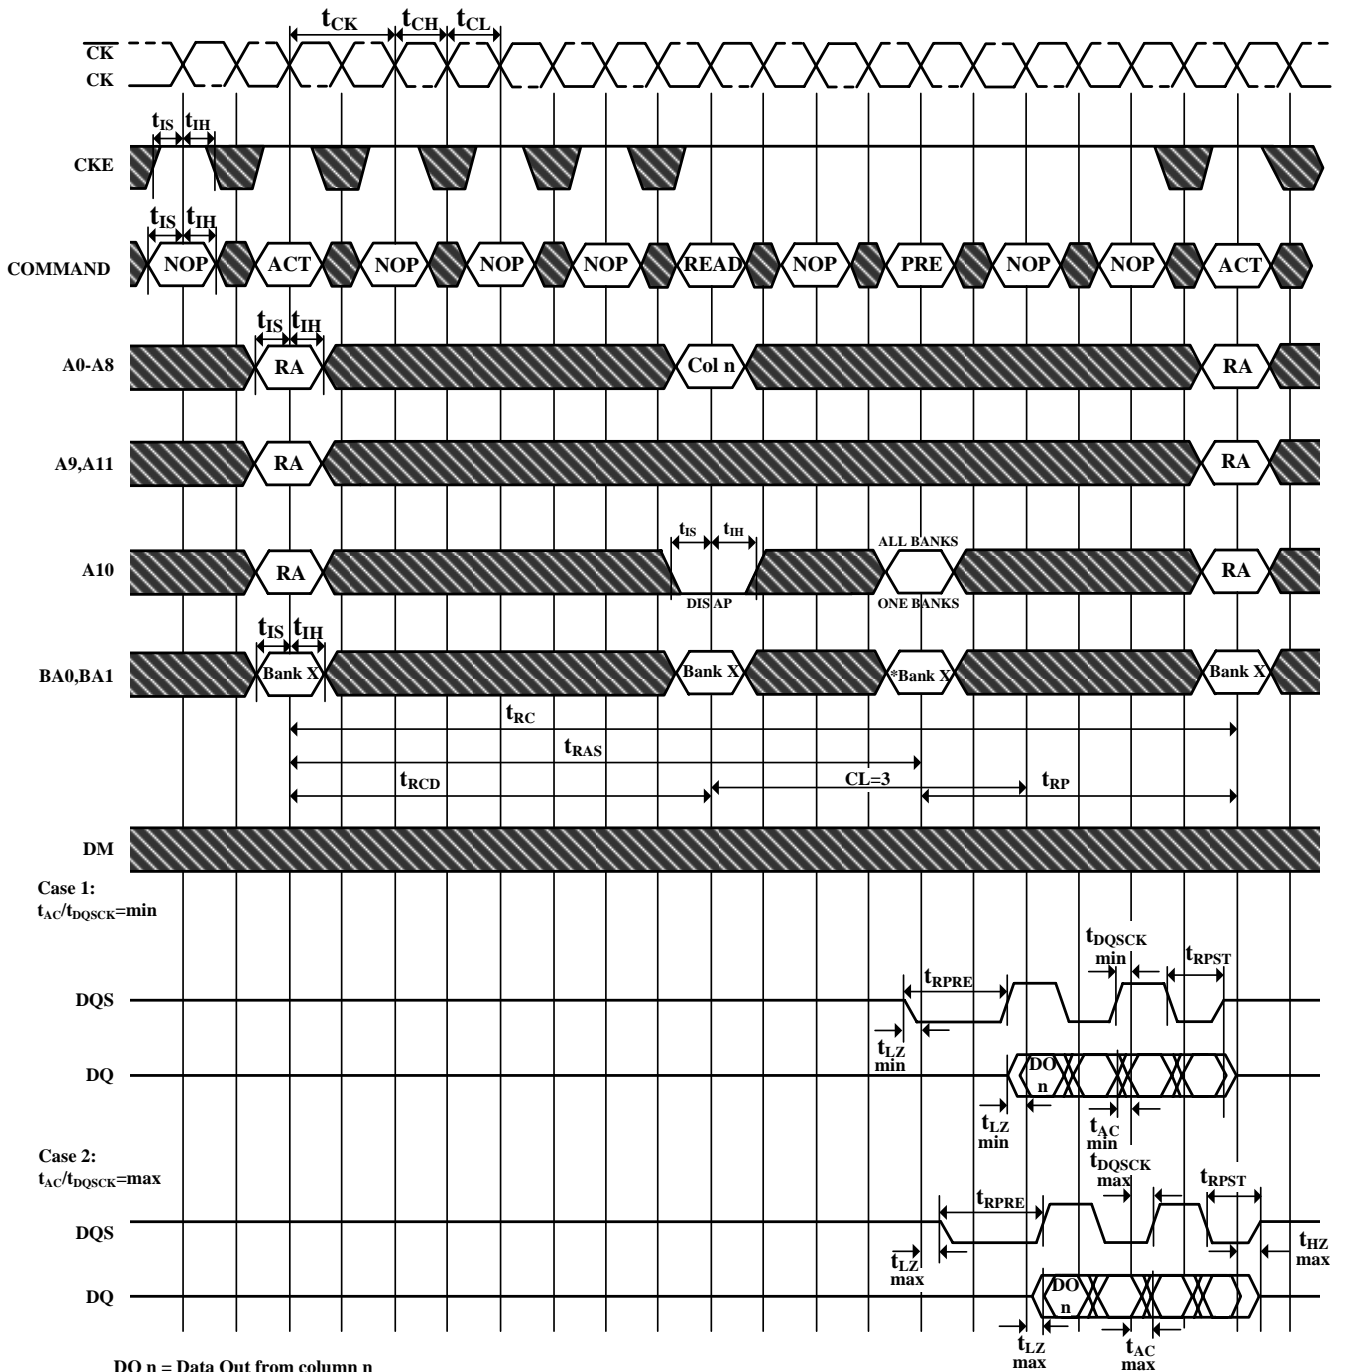 tCK tCH tCL
CK
CK
tIS tIH
CKE
tIS tIH
COMMAND NOP ACT NOP NOP NOP READ NOP PRE NOP NOP ACT
tIS tIH
A0-A8 RA Col n RA
A9,A11 RA RA
tIS tIH ALL BANKS
A10 RA RA
DIS AP ONE BANKS
tIS tIH
BA0,BA1 Bank X Bank X *Bank X Bank X
tRC
tRAS
tRCD CL=3 tRP
DM
Case 1:
tAC/tDQSCK=min
tDQSCK
min tRPST
tRPRE
DQS
tLZ
min
DQ DO
n
tLZ
min
tAC
min
Case 2:
tAC/tDQSCK=max
tDQSCK
max tRPST
tRPRE
DQS
tLZ
max
tHZ
max
DQ DO
n
tLZ
max
tAC
max
DO n = Data Out from column n